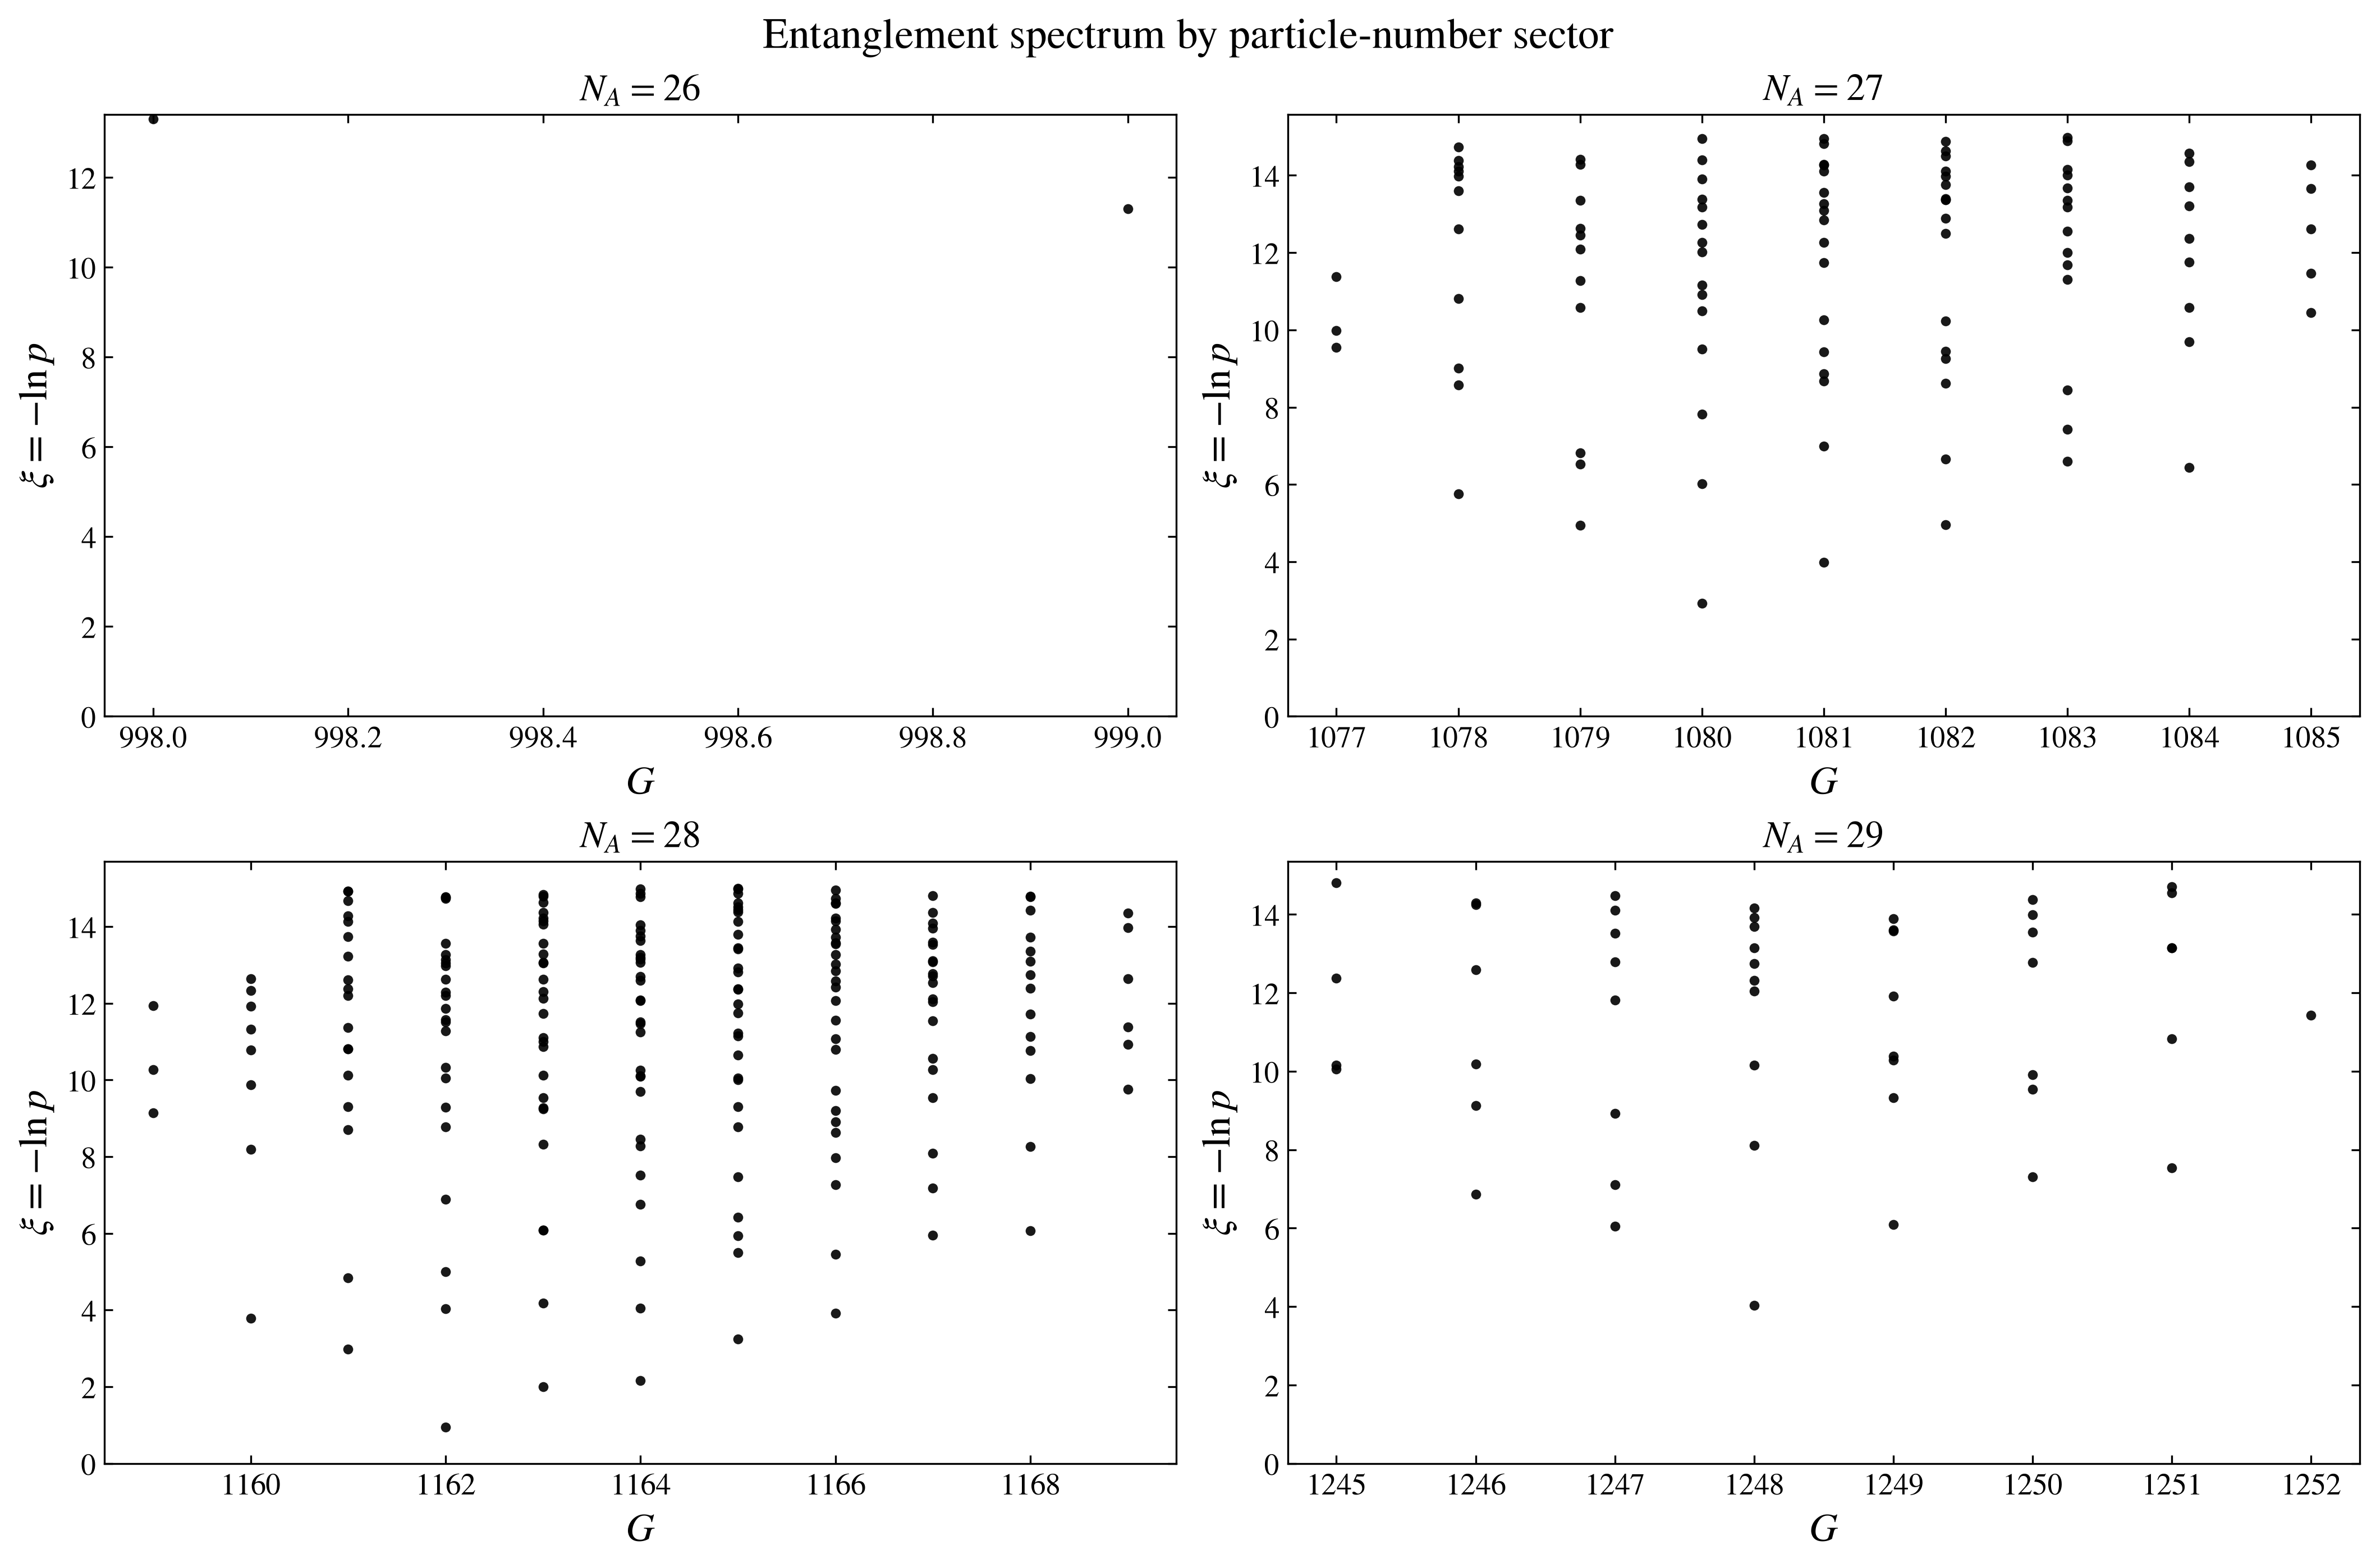 Entanglement spectrum by particle-number sector
N_A = 26
ξ = −ln p
12
10
8
6
4
2
0
998.0 998.2 998.4 998.6 998.8 999.0
G
N_A = 27
ξ = −ln p
14
12
10
8
6
4
2
0
1077 1078 1079 1080 1081 1082 1083 1084 1085
G
N_A = 28
ξ = −ln p
14
12
10
8
6
4
2
0
1160 1162 1164 1166 1168
G
N_A = 29
ξ = −ln p
14
12
10
8
6
4
2
0
1245 1246 1247 1248 1249 1250 1251 1252
G